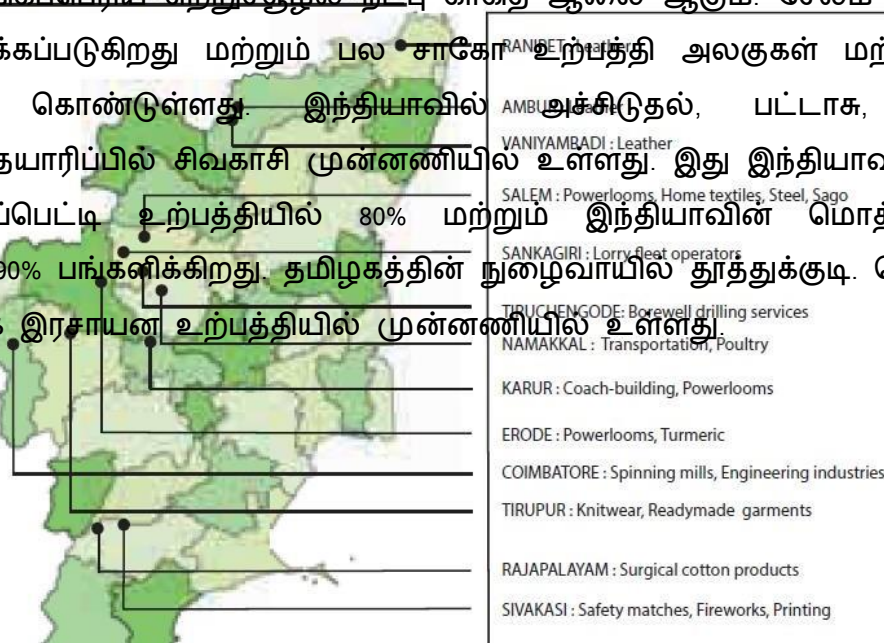 க்கப்படுகிறது மற்றும் பல சாகோ உற்பத்தி அலகுகள்
கொண்டுள்ளது. இந்தியாவில் அச்சிடுதல், பட்டாசு,
தயாரிப்பில் சிவகாசி முன்னணியில் உள்ளது. இது
உற்பத்தியில் 80% மற்றும் இந்தியாவின்
90% பங்களிக்கிறது. தமிழகத்தின் நுழைவாயில் தூத்துக்குடி.
இரசாயன உற்பத்தியில் முன்னணியில் உள்ளது.
RANIPET : Leather
AMBUR : Leather
VANIYAMBADI : Leather
SALEM : Powerlooms, Home textiles, Steel, Sago
SANKAGIRI : Lorry fleet operators
TIRUCHENGODE: Borewell drilling services
NAMAKKAL : Transportation, Poultry
KARUR : Coach-building, Powerlooms
ERODE : Powerlooms, Turmeric
COIMBATORE : Spinning mills, Engineering industries
TIRUPUR : Knitwear, Readymade garments
RAJAPALAYAM : Surgical cotton products
SIVAKASI : Safety matches, Fireworks, Printing